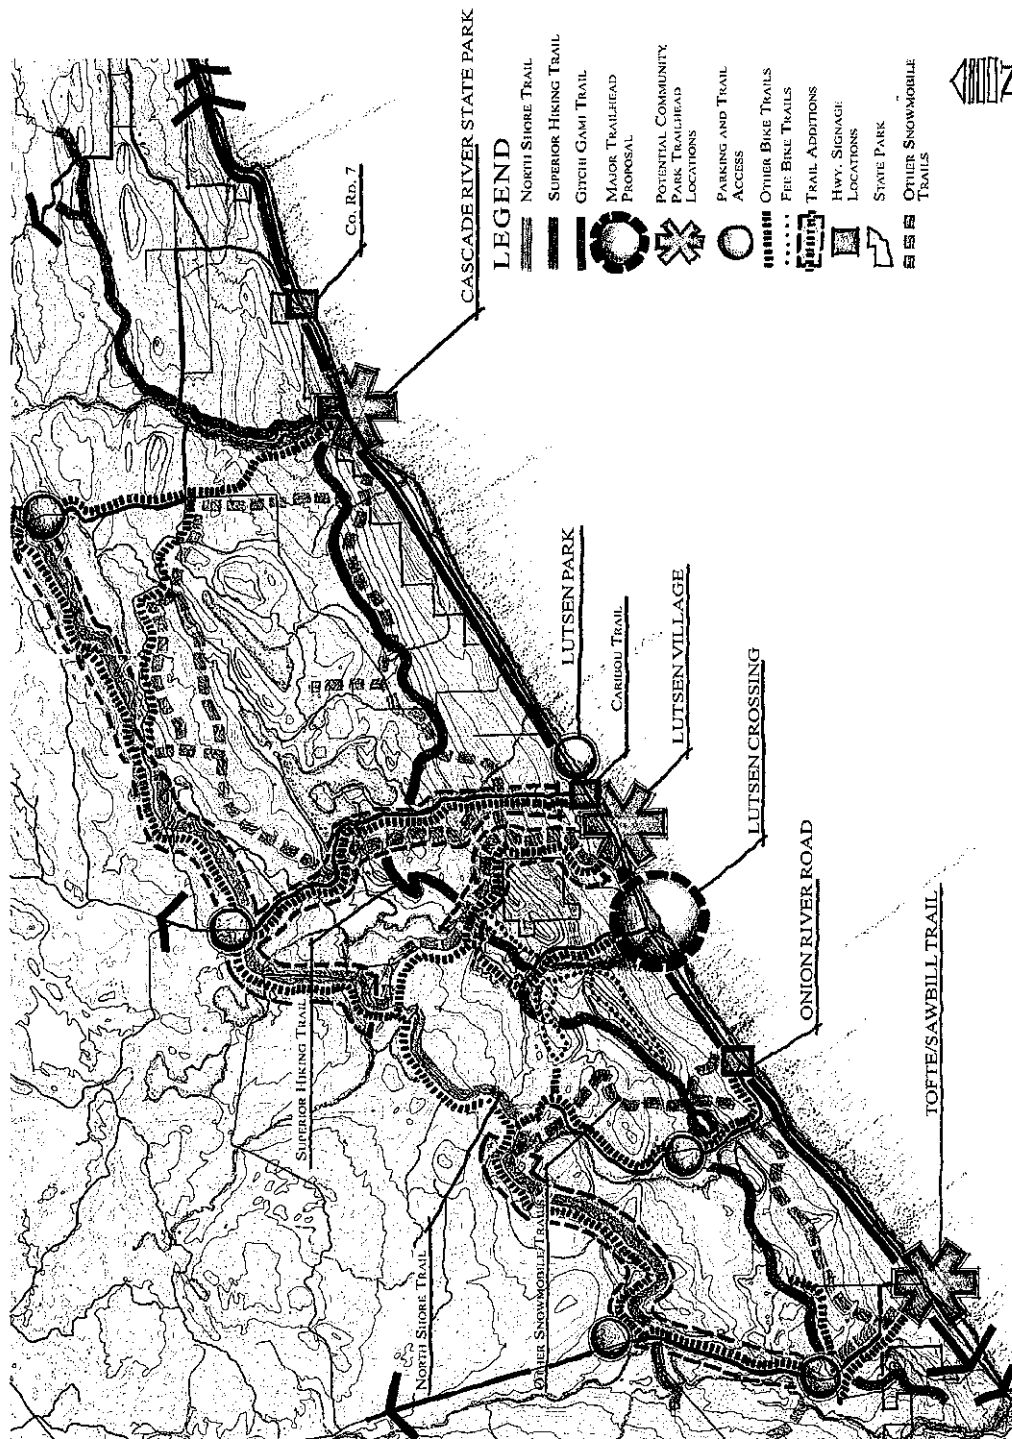 CASCADE RIVER STATE PARK
LEGEND
NORTH SHORE TRAIL
SUPERIOR HIKING TRAIL
GITCH GAMI TRAIL
MAJOR TRAILHEAD
PROPOSAL
POTENTIAL COMMUNITY,
PARK TRAILHEAD
LOCATIONS
PARKING AND TRAIL
ACCESS
OTHER BIKE TRAILS
FEE BIKE TRAILS
TRAIL ADDITIONS
HWY. SIGNAGE
LOCATIONS
STATE PARK
OTHER SNOWMOBILE
TRAILS
N
CO. RD. 7
LUTSEN PARK
CARIBOU TRAIL
LUTSEN VILLAGE
LUTSEN CROSSING
ONION RIVER ROAD
TOFTE/SAWBILL TRAIL
SUPERIOR HIKING TRAIL
NORTH SHORE TRAIL
OTHER SNOWMOBILE TRAILS